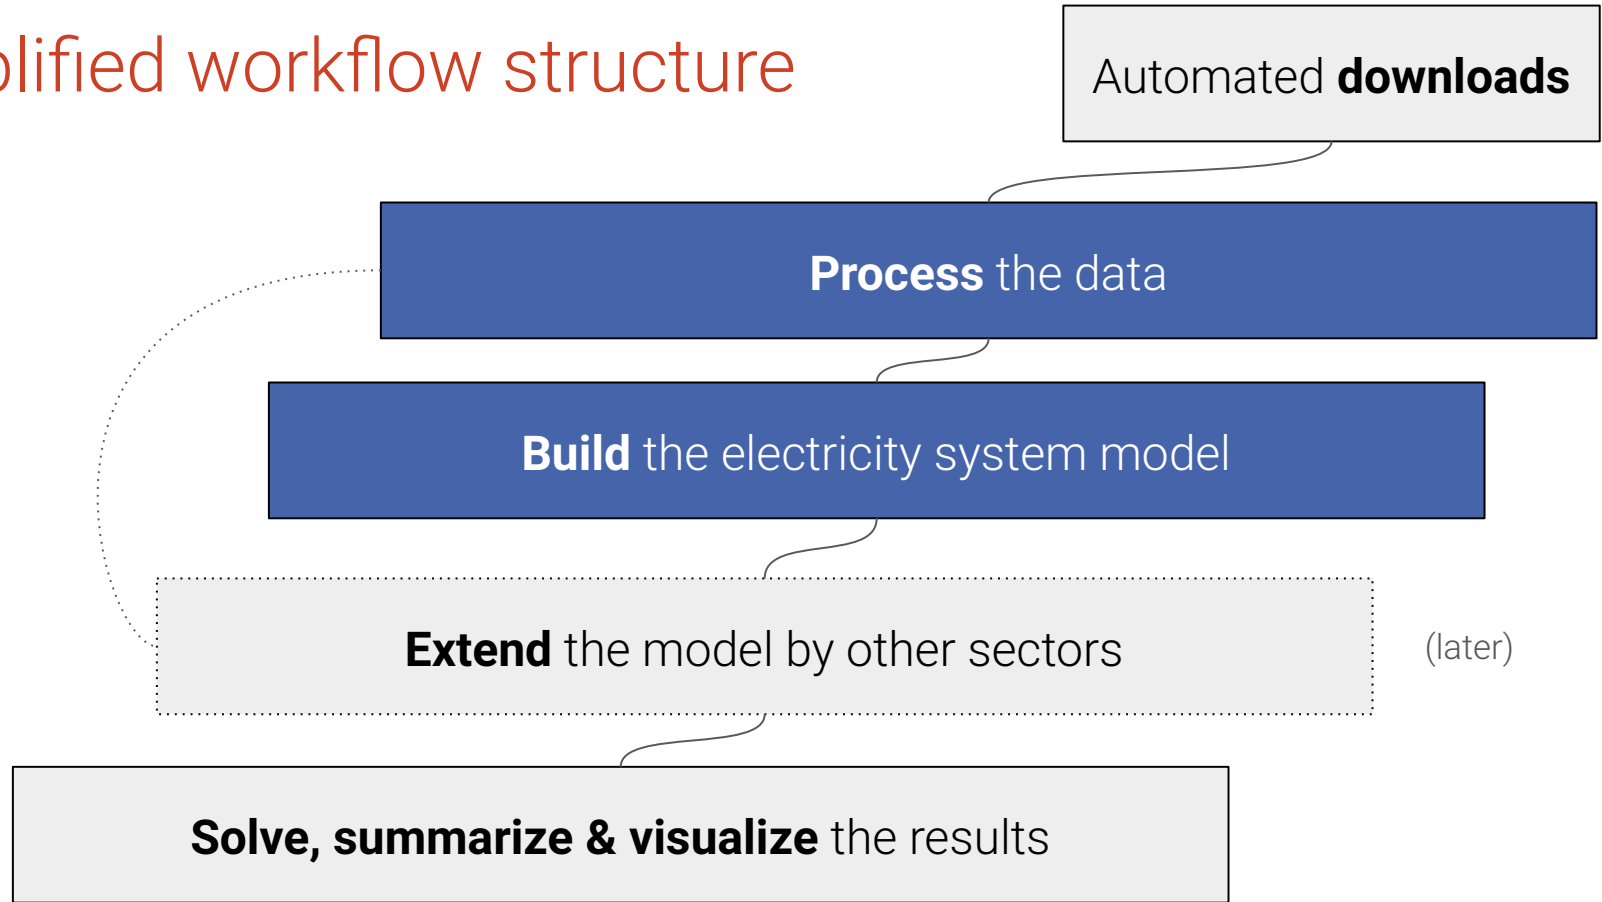 plified workflow structure
Automated downloads
Process the data
Build the electricity system model
Extend the model by other sectors
(later)
Solve, summarize & visualize the results